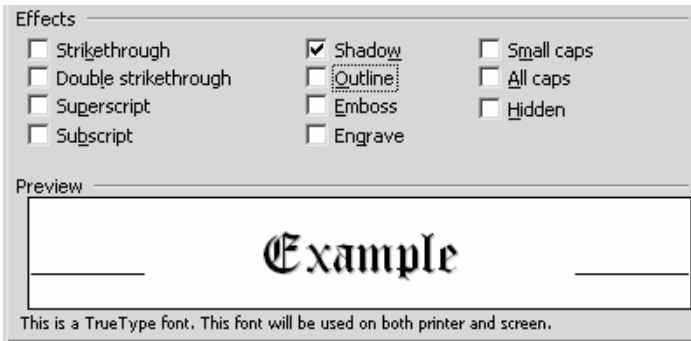 Effects
Strikethrough Shadow Small caps
Double strikethrough Outline All caps
Superscript Emboss Hidden
Subscript Engrave
Preview
Example
This is a TrueType font. This font will be used on both printer and screen.